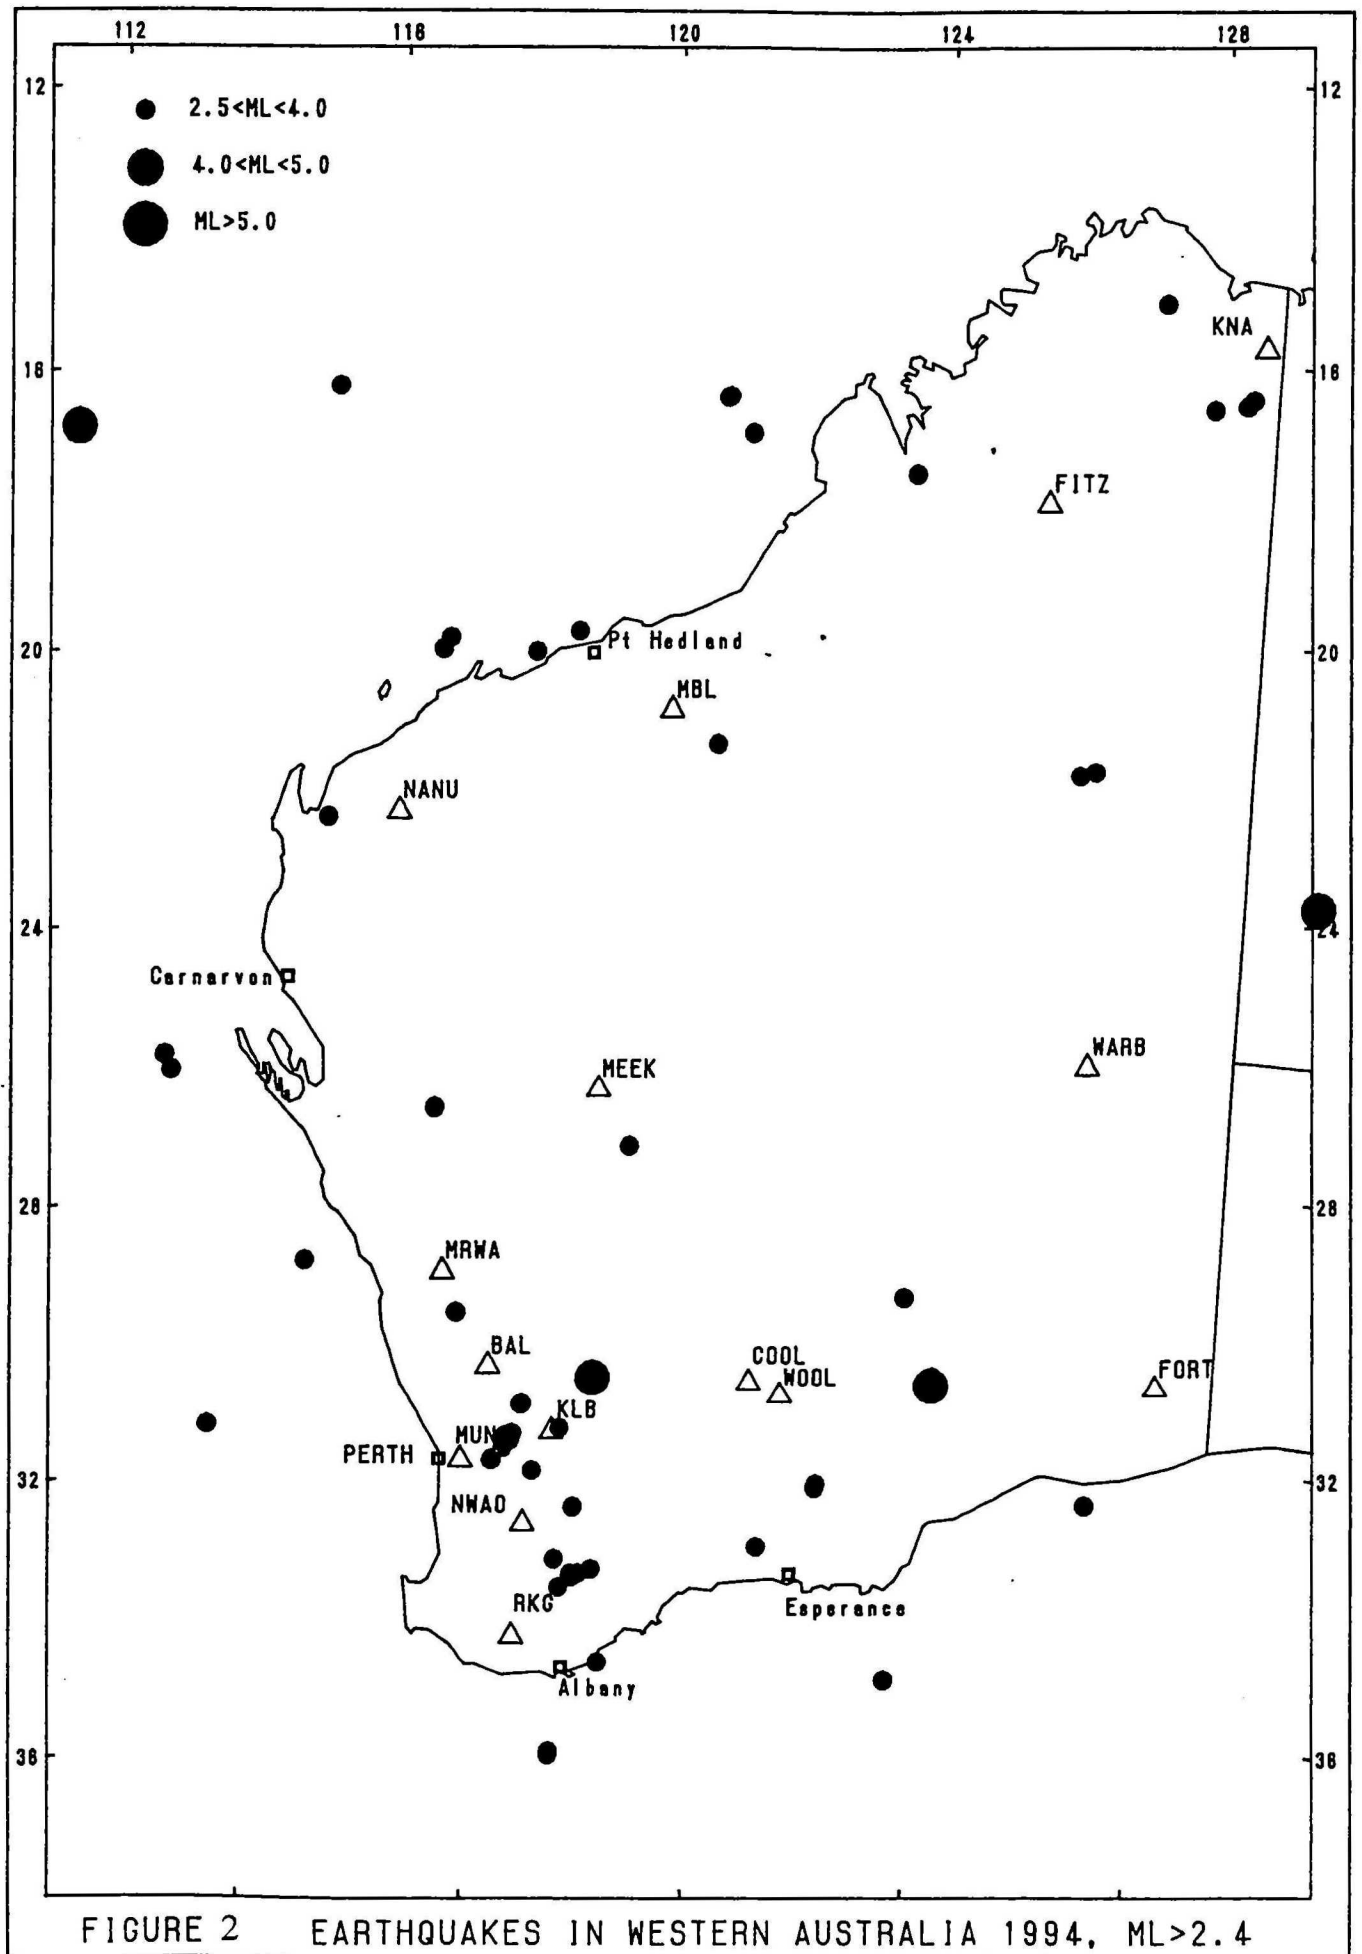 112 116 120 124 128
12 12
2.5<ML<4.0
4.0<ML<5.0
ML>5.0
KNA
16 16
FITZ
20 Pt Hedland 20
MBL
NANU
24 24
Carnarvon
WARB
MEEK
28 28
MRWA
BAL
COOL
WOOL
FORT
KLB
MUN
PERTH
32 32
NWAO
RKG
Esperance
Albany
36 36
FIGURE 2 EARTHQUAKES IN WESTERN AUSTRALIA 1994, ML>2.4